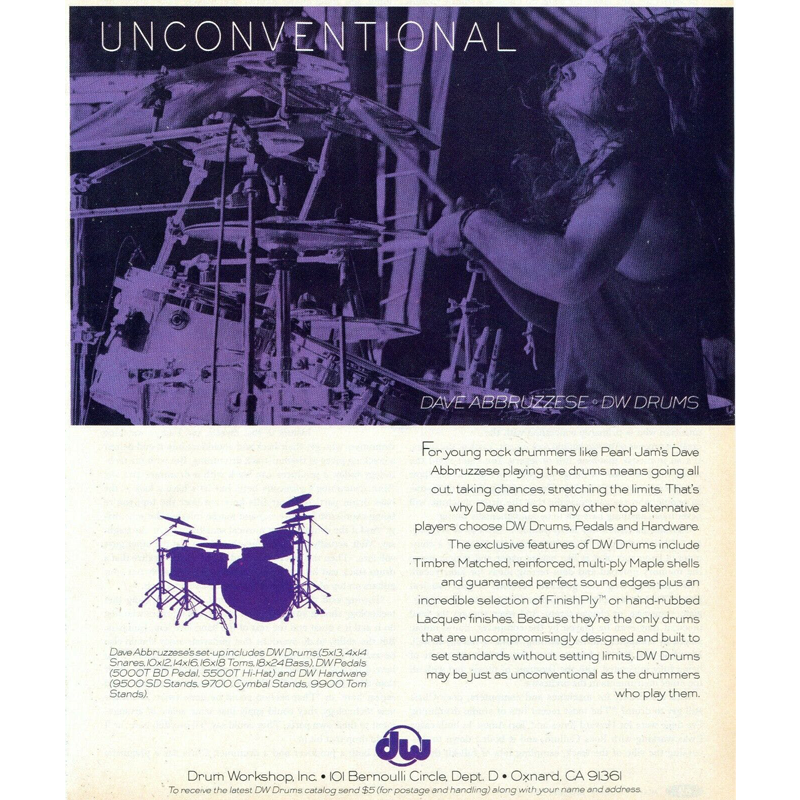 UNCONVENTIONAL
DAVE ABBRUZZESE ° DW DRUMS
For young rock drummers like Pearl Jam's Dave
Abbruzzese playing the drums means going all
out, taking chances, stretching the limits. That's
why Dave and so many other top alternative
players choose DW Drums, Pedals and Hardware.
The exclusive features of DW Drums include
Timbre Matched, reinforced, multi-ply Maple shells
and guaranteed perfect sound edges plus an
incredible selection of FinishPly™ or hand-rubbed
Lacquer finishes. Because they're the only drums
that are uncompromisingly designed and built to
set standards without setting limits, DW Drums
may be just as unconventional as the drummers
who play them.
Dave Abbruzzese's set-up includes DW Drums (5x13, 4x14
Snares, 10x12, 14x16, 16x18 Toms, 18x24 Bass), DW Pedals
(5000T BD Pedal, 5500T Hi-Hat) and DW Hardware
(9500 SD Stands, 9700 Cymbal Stands, 9900 Tom
Stands).
dw
Drum Workshop, Inc. • 101 Bernoulli Circle, Dept. D • Oxnard, CA 91361
To receive the latest DW Drums catalog send $5 (for postage and handling) along with your name and address.